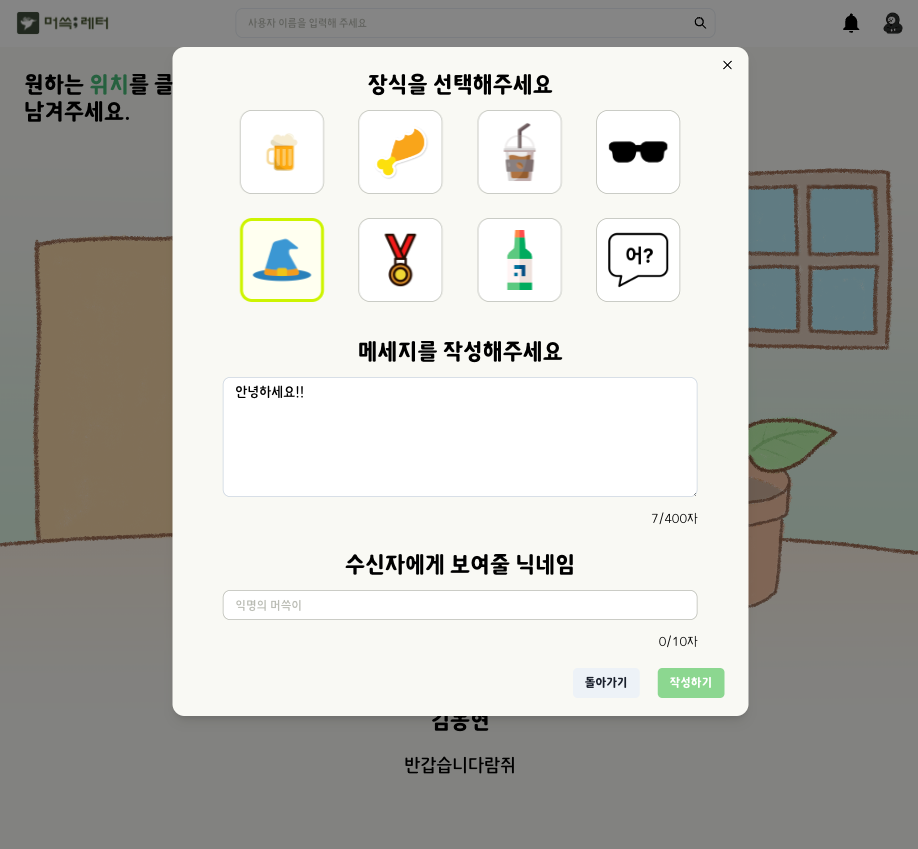 머쓱;레터
사용자 이름을 입력해 주세요
원하는 위치를 클
남겨주세요.
장식을 선택해주세요
어?
메세지를 작성해주세요
안녕하세요!!
7/400자
수신자에게 보여줄 닉네임
익명의 머쓱이
0/10자
돌아가기
작성하기
김동현
반갑습니다람쥐